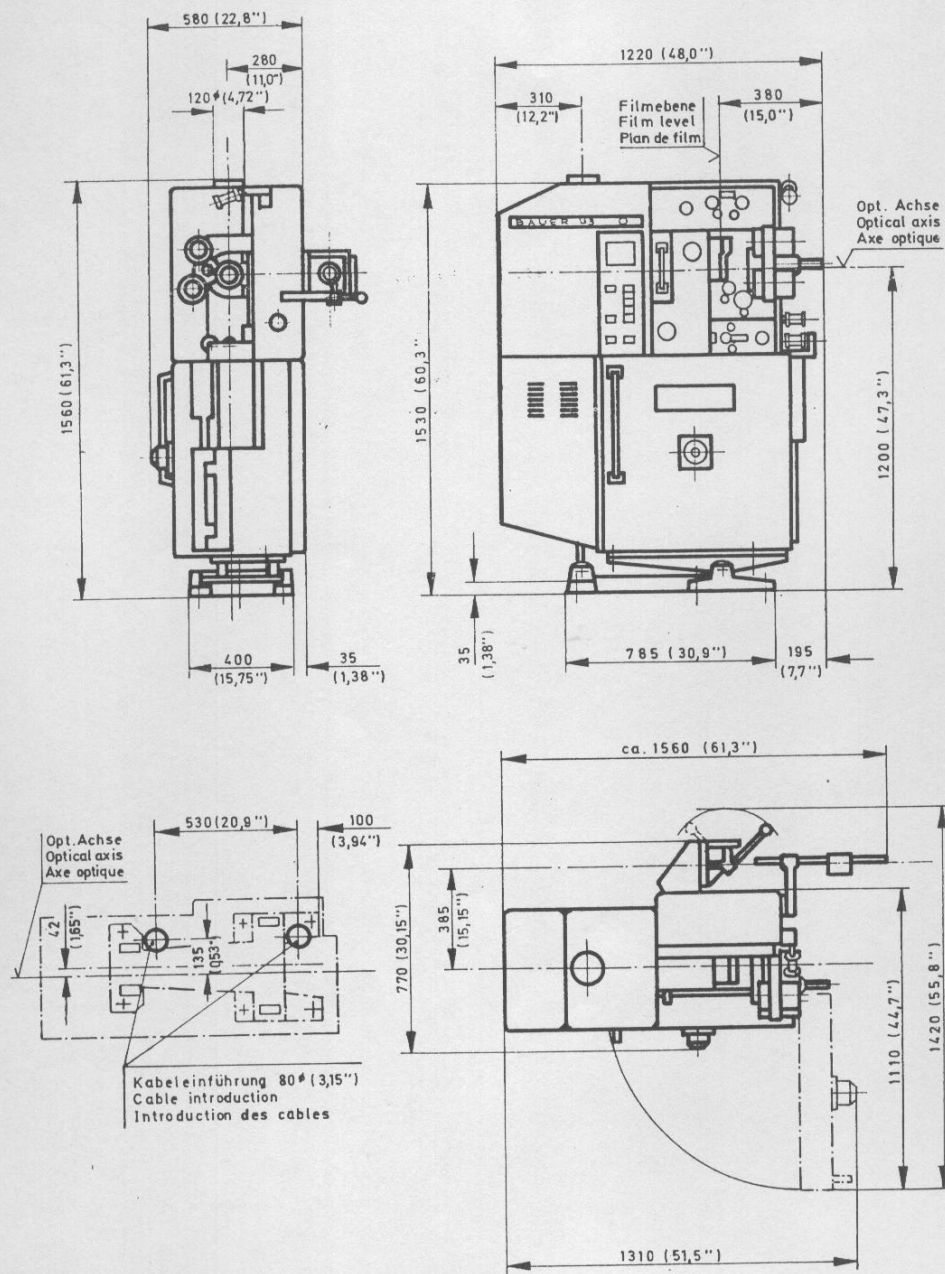 580 (22,8'')
280
(11,0'')
120⌀ (4,72'')
1560 (61,3'')
400
(15,75'')
35
(1,38'')
1220 (48,0'')
310
(12,2'')
Filmebene
Film level
Plan de film
380
(15,0'')
Opt. Achse
Optical axis
Axe optique
BAUER U3
1530 (60,3'')
1200 (47,3'')
35
(1,38'')
785 (30,9'')
195
(7,7'')
530 (20,9'')
100
(3,94'')
Opt. Achse
Optical axis
Axe optique
42
(1,65'')
135
(0,53''
Kabeleinführung 80⌀ (3,15'')
Cable introduction
Introduction des cables
ca. 1560 (61,3'')
770 (30,15'')
385
(15,15'')
1110 (44,7'')
1420 (55,8'')
1310 (51,5'')